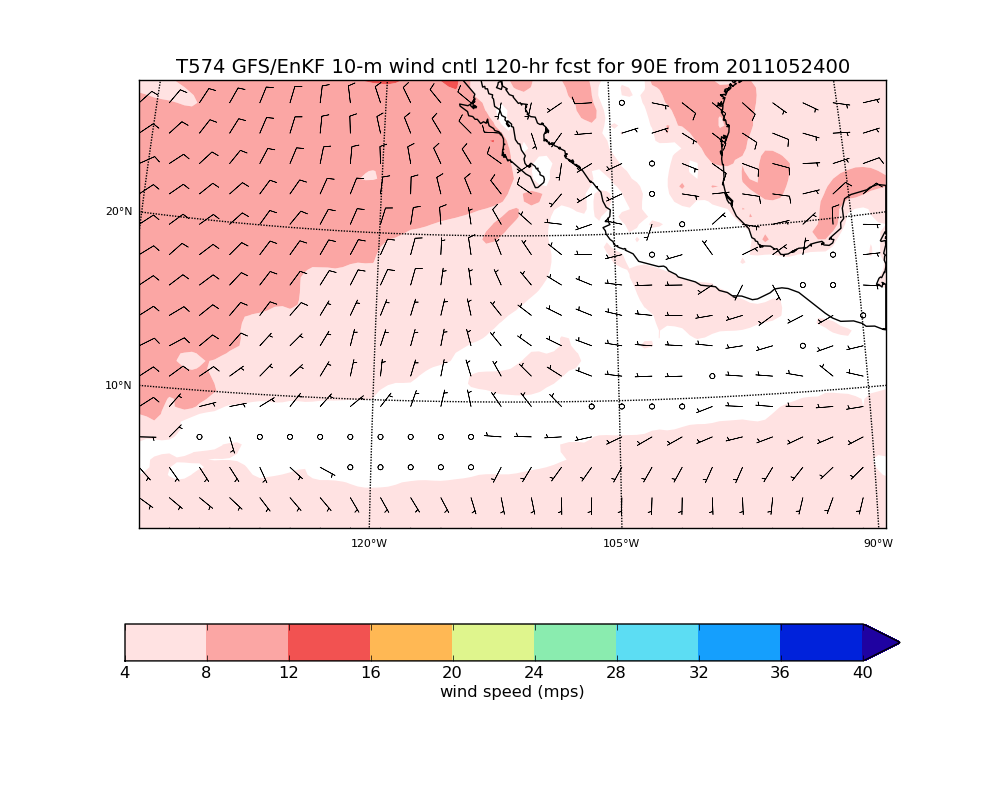 T574 GFS/EnKF 10-m wind cntl 120-hr fcst for 90E from 2011052400
20°N
10°N
120°W 105°W 90°W
4 8 12 16 20 24 28 32 36 40
wind speed (mps)